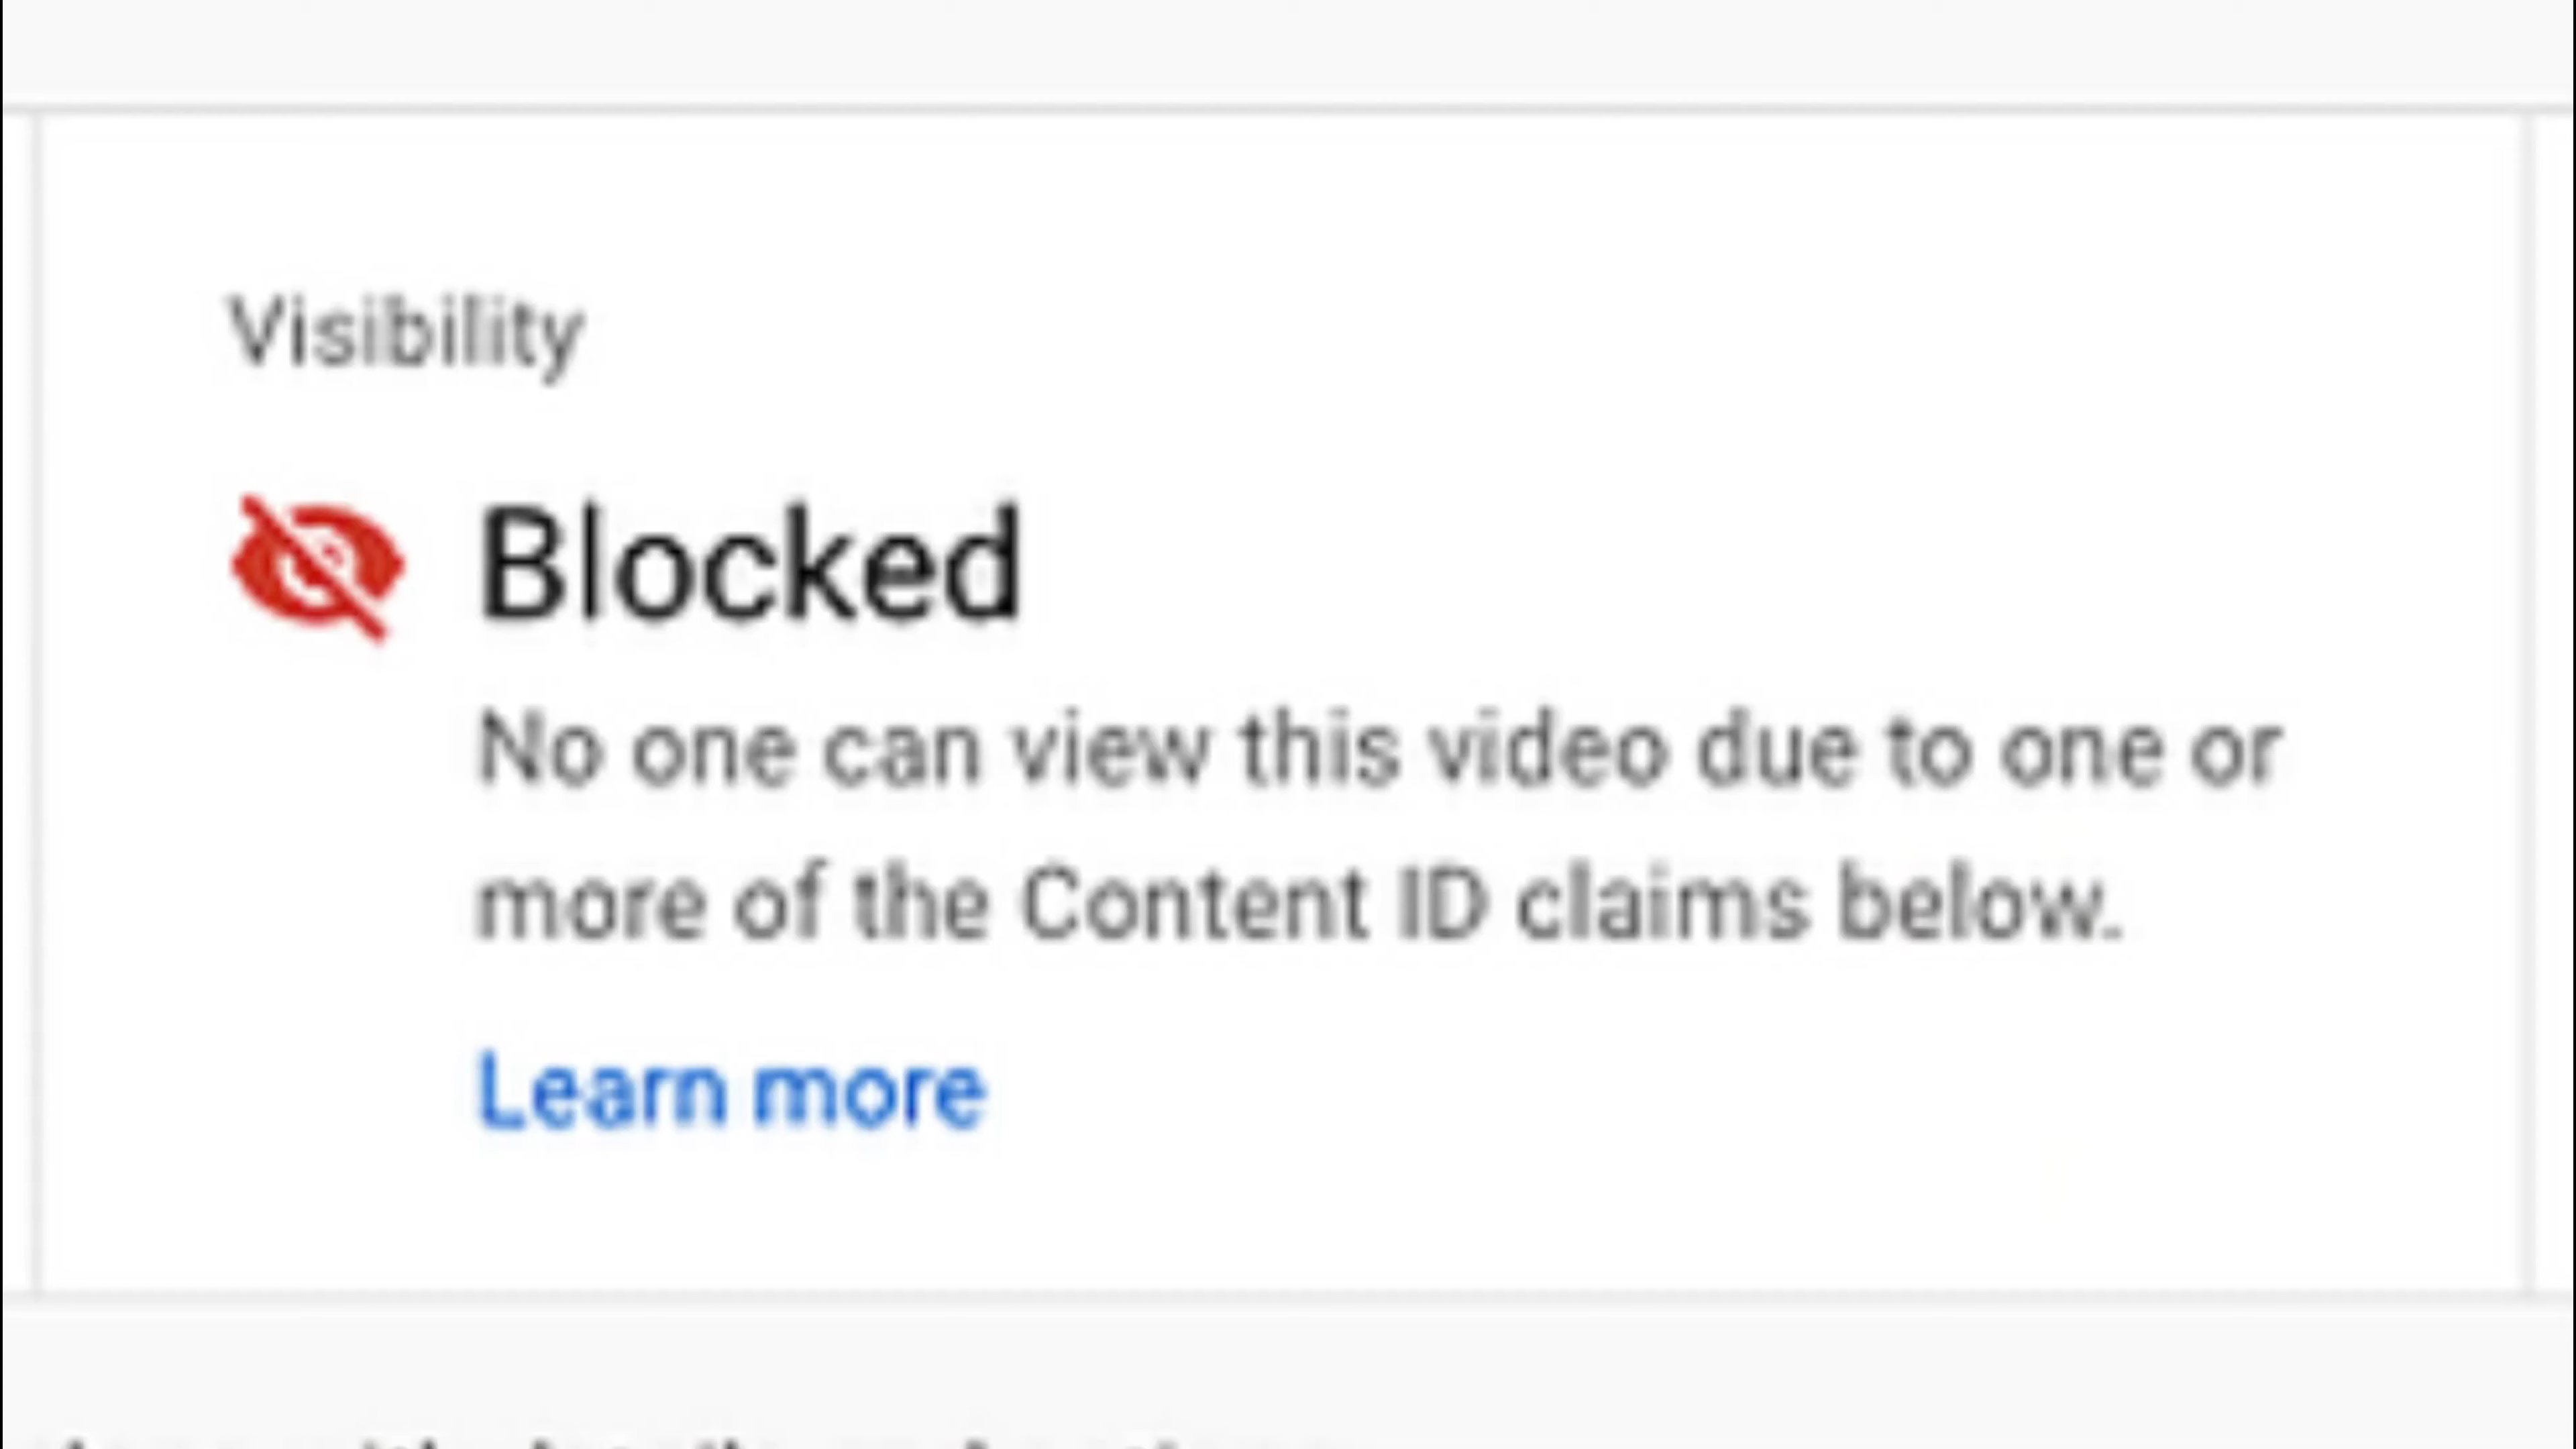 Visibility
Blocked
No one can view this video due to one or
more of the Content ID claims below.
Learn more